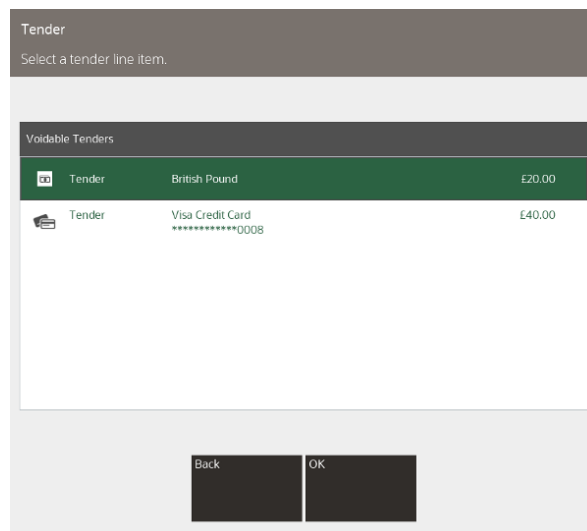 Tender
Select a tender line item.
Voidable Tenders
Tender British Pound £20.00
Tender Visa Credit Card £40.00
************0008
Back OK